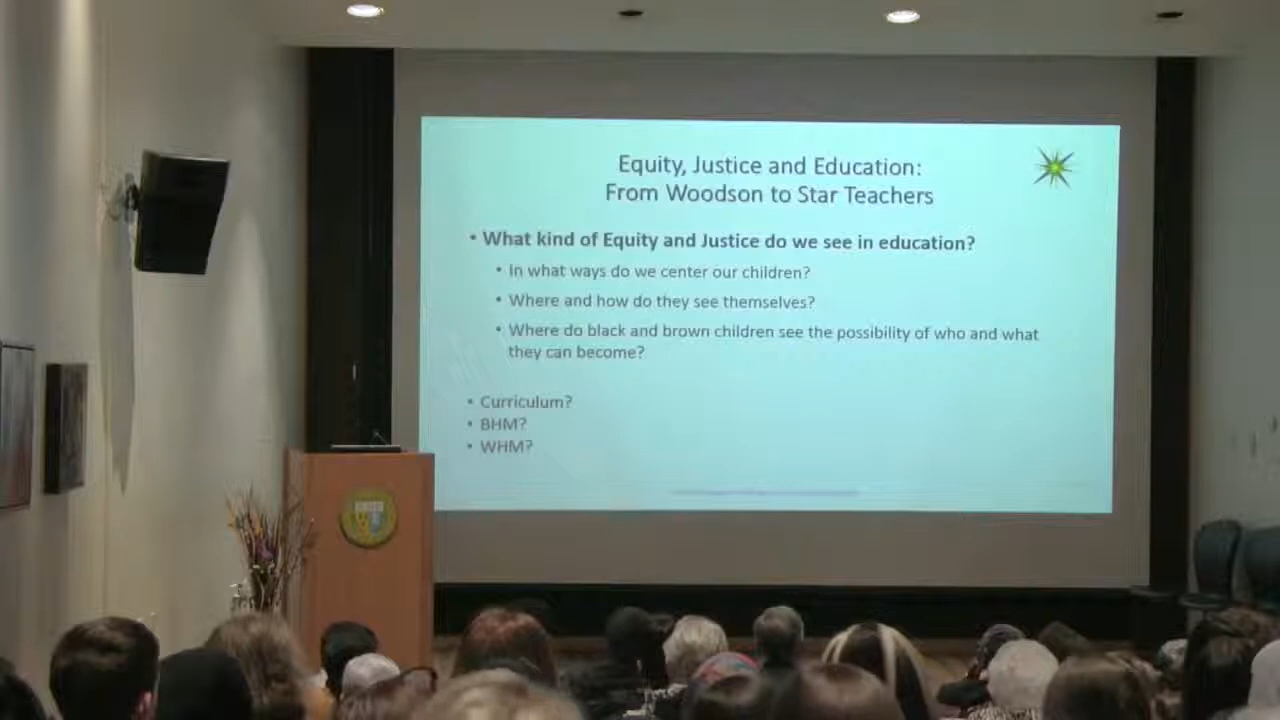 Equity, Justice and Education:
From Woodson to Star Teachers
• What kind of Equity and Justice do we see in education?
• In what ways do we center our children?
• Where and how do they see themselves?
• Where do black and brown children see the possibility of who and what
they can become?
• Curriculum?
• BHM?
• WHM?